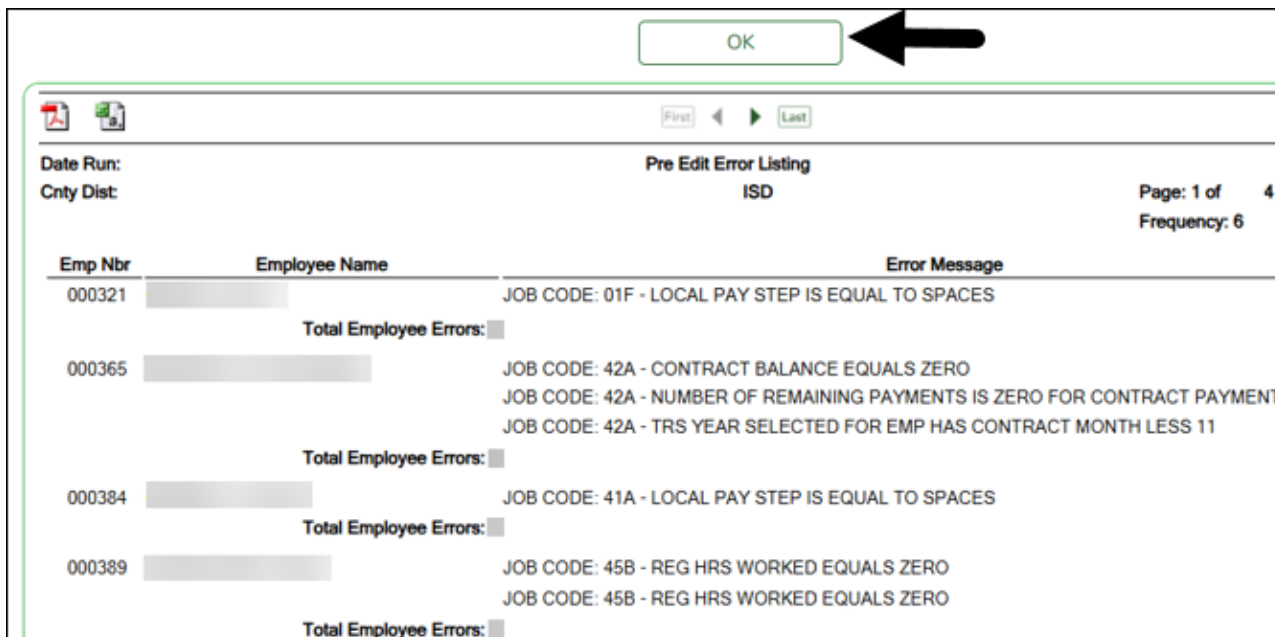 OK
First Last
Date Run: Pre Edit Error Listing
Cnty Dist: ISD Page: 1 of 4
Frequency: 6
Emp Nbr Employee Name Error Message
000321 JOB CODE: 01F - LOCAL PAY STEP IS EQUAL TO SPACES
Total Employee Errors:
000365 JOB CODE: 42A - CONTRACT BALANCE EQUALS ZERO
JOB CODE: 42A - NUMBER OF REMAINING PAYMENTS IS ZERO FOR CONTRACT PAYMENT
JOB CODE: 42A - TRS YEAR SELECTED FOR EMP HAS CONTRACT MONTH LESS 11
Total Employee Errors:
000384 JOB CODE: 41A - LOCAL PAY STEP IS EQUAL TO SPACES
Total Employee Errors:
000389 JOB CODE: 45B - REG HRS WORKED EQUALS ZERO
JOB CODE: 45B - REG HRS WORKED EQUALS ZERO
Total Employee Errors: